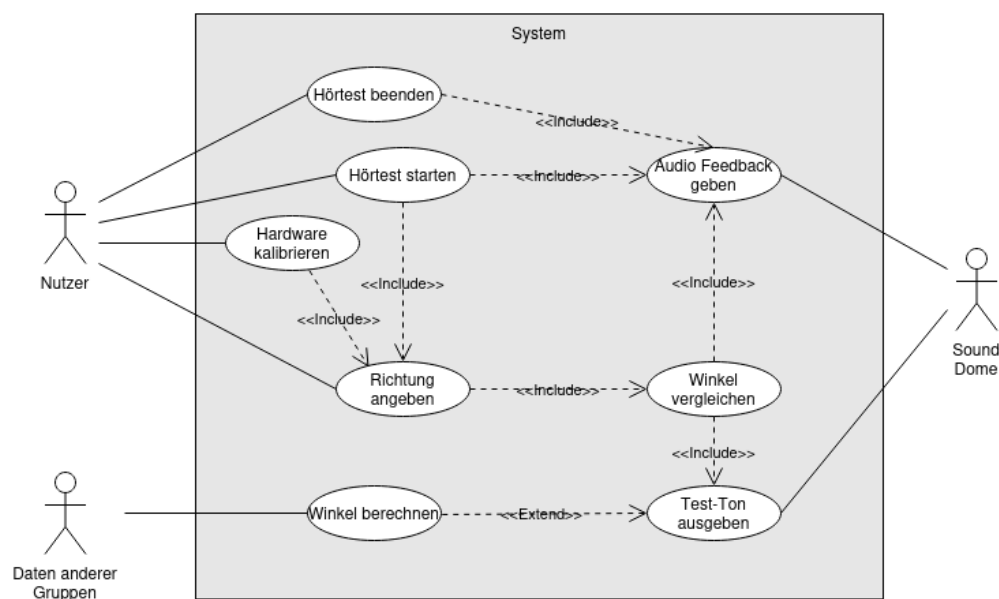 System
Hörtest beenden
<<Include>>
Hörtest starten
<<Include>>
Audio Feedback
geben
Hardware
kalibrieren
Nutzer
<<Include>>
<<Include>>
<<Include>>
Sound
Dome
Richtung
angeben
<<Include>>
Winkel
vergleichen
<<Include>>
Winkel berechnen
<<Extend>>
Test-Ton
ausgeben
Daten anderer
Gruppen